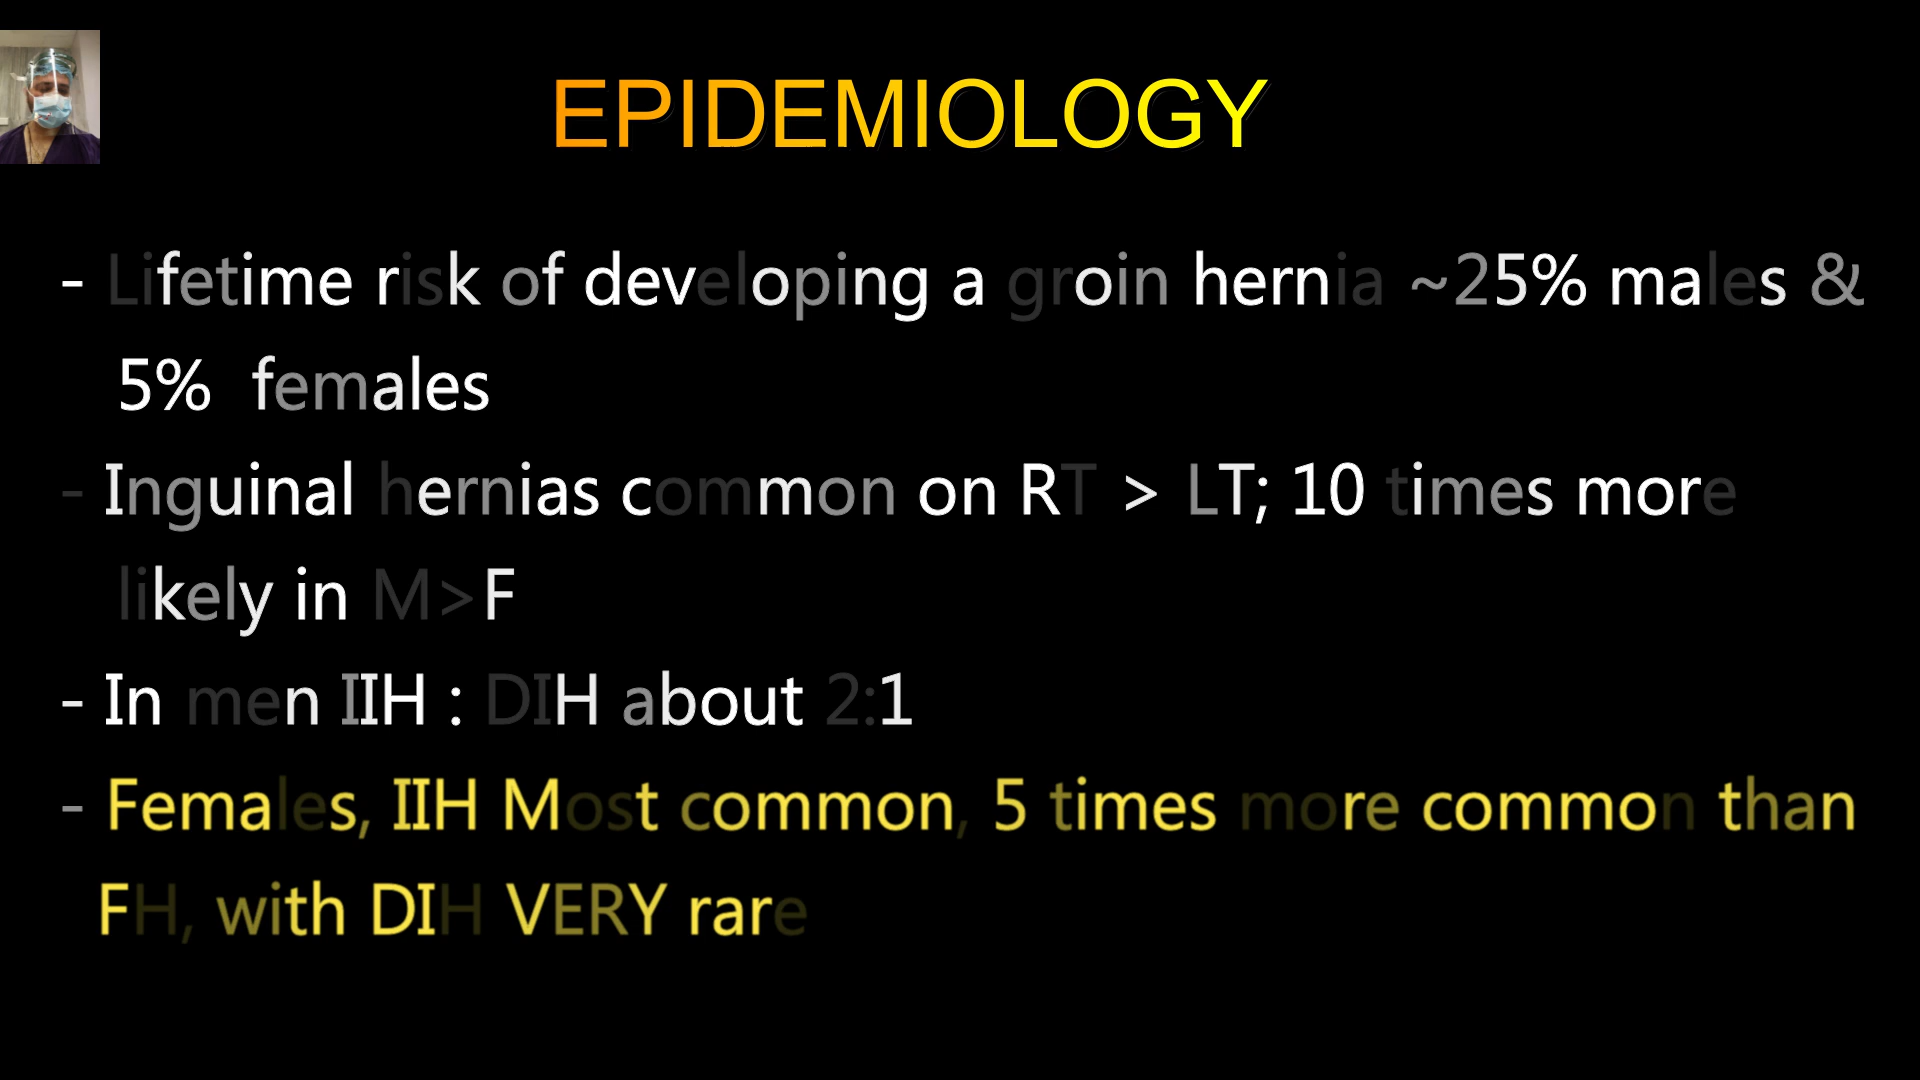 EPIDEMIOLOGY
- Lifetime risk of developing a groin hernia ~25% males &
5% females
- Inguinal hernias common on RT > LT; 10 times more
likely in M>F
- In men IIH : DIH about 2:1
- Females, IIH Most common, 5 times more common than
FH, with DIH VERY rare